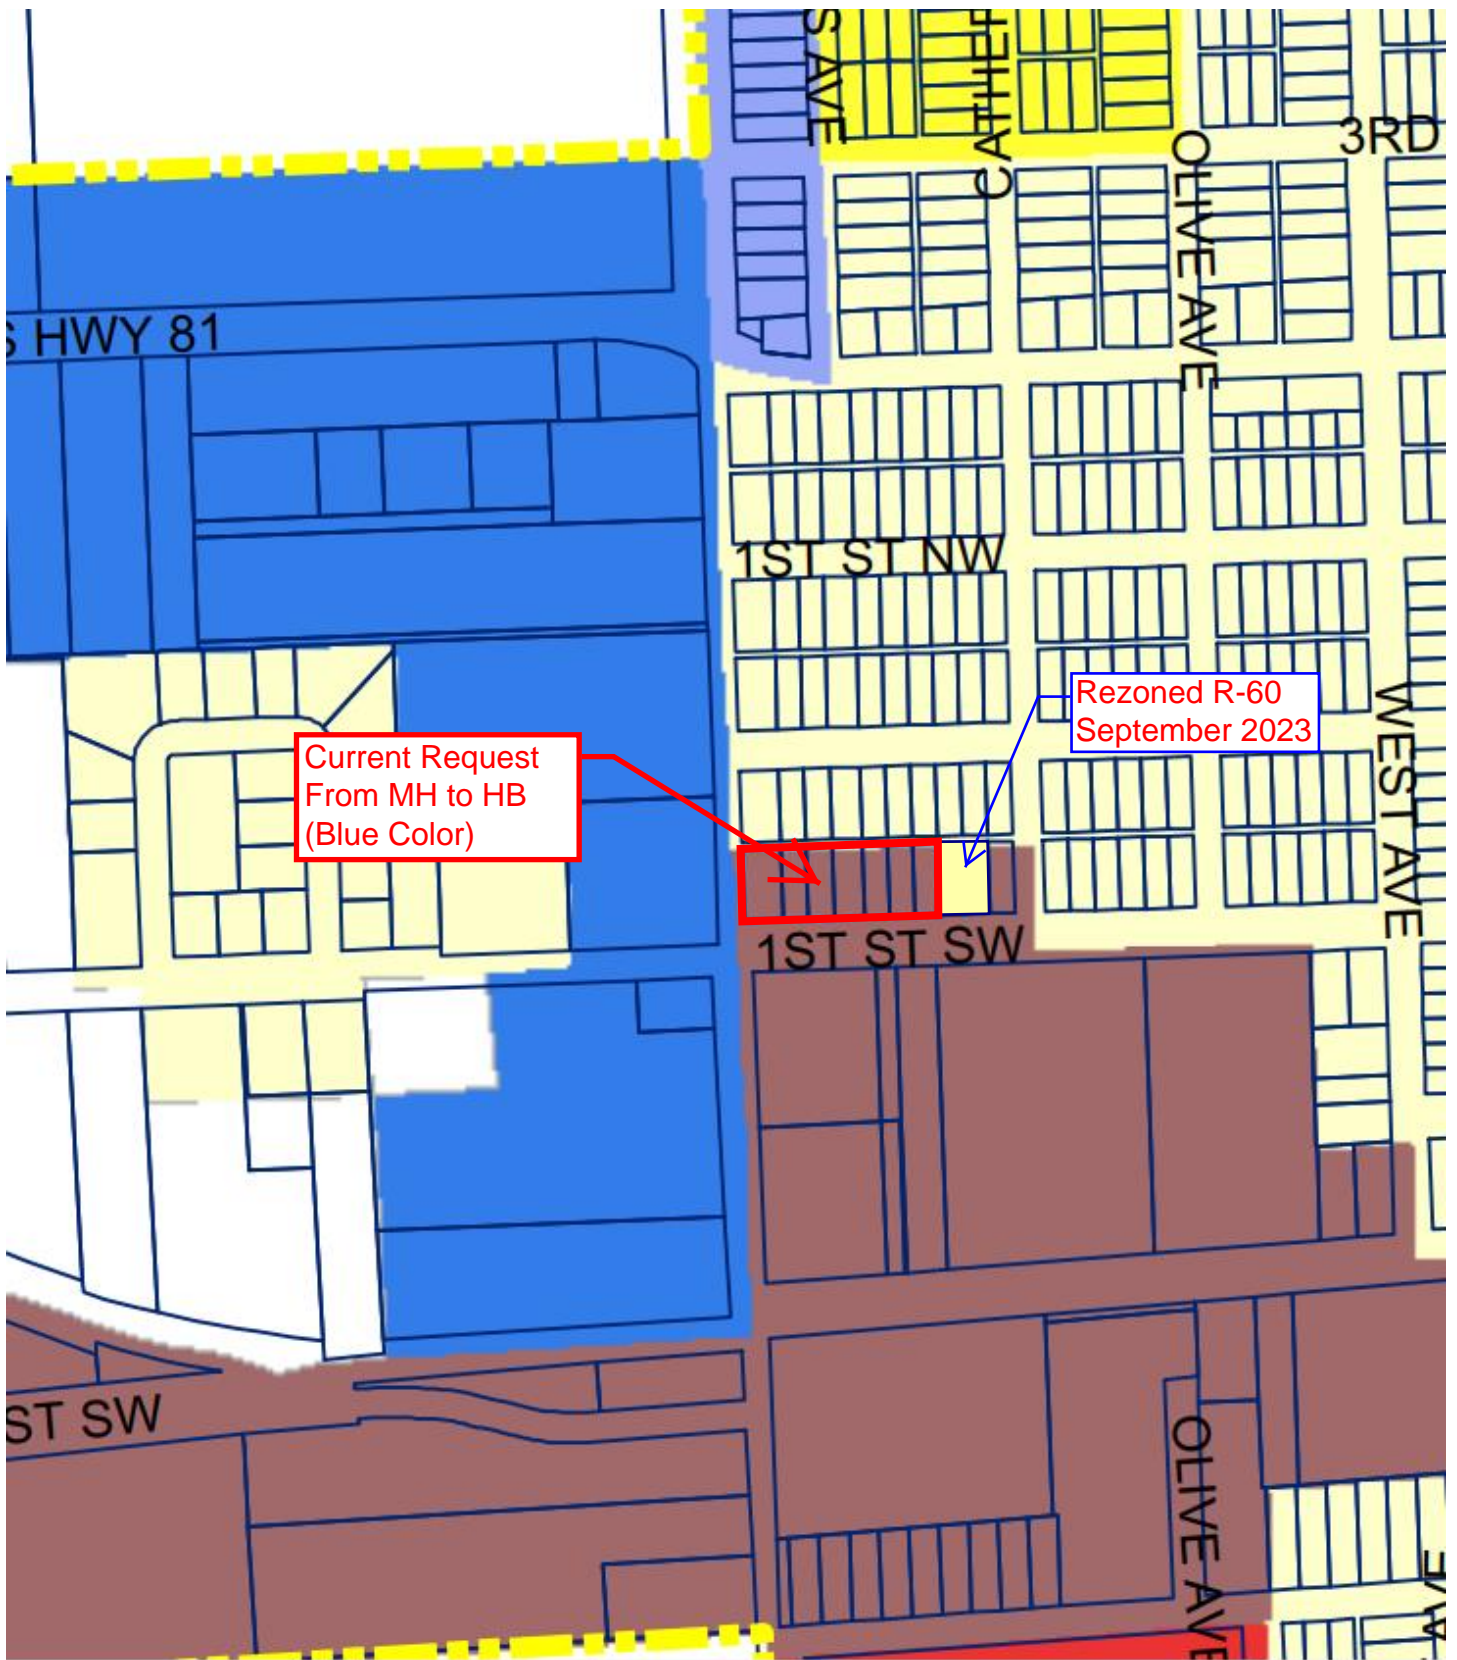 S AVE
CATHER
3RD
OLIVE AVE
S HWY 81
1ST ST NW
Rezoned R-60
September 2023
WEST AVE
Current Request
From MH to HB
(Blue Color)
1ST ST SW
ST SW
OLIVE AVE
AVE